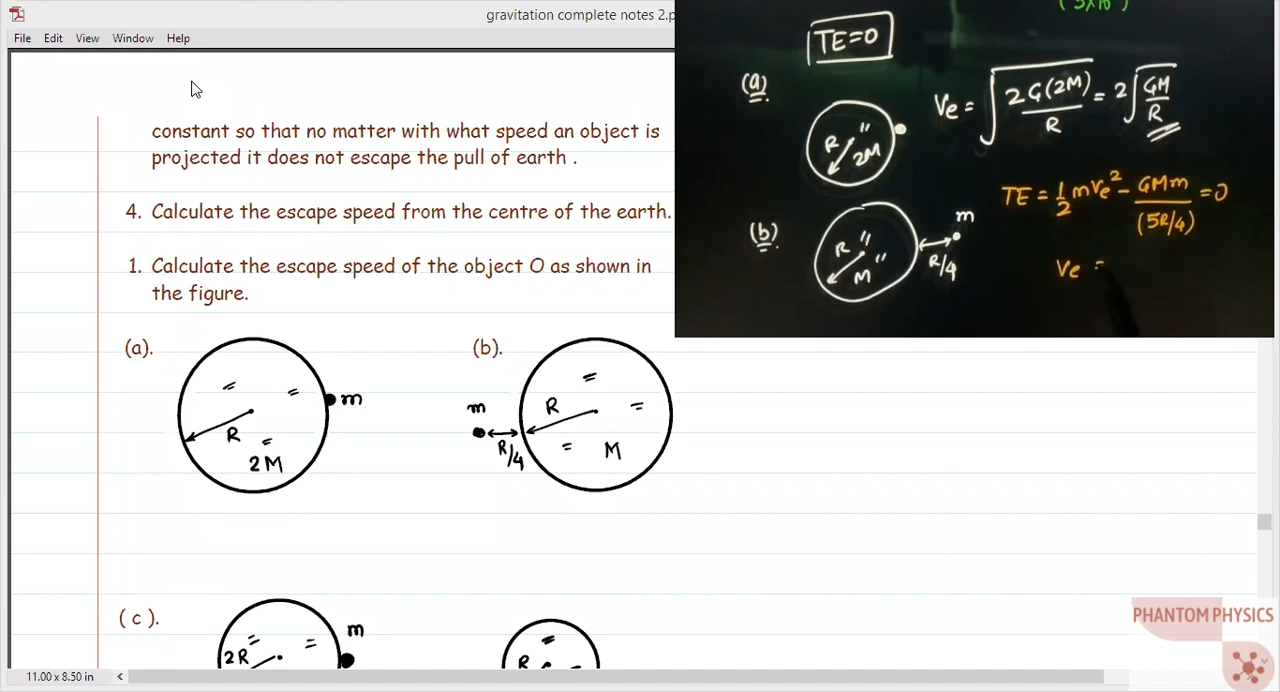 gravitation complete notes 2.p
File Edit View Window Help
constant so that no matter with what speed an object is
projected it does not escape the pull of earth .
4. Calculate the escape speed from the centre of the earth.
1. Calculate the escape speed of the object O as shown in
the figure.
(a).
m
R
2M
(b).
m
R
R/4
M
(c).
2R
m
R
(3x10
TE=0
(a)
R
2M
Ve = √(2G(2M)/R) = 2√(GM/R)
(b)
R
M
m
R/4
TE = 1/2 mVe² - GMm/(5R/4) = 0
Ve =
PHANTOM PHYSICS
11.00 x 8.50 in